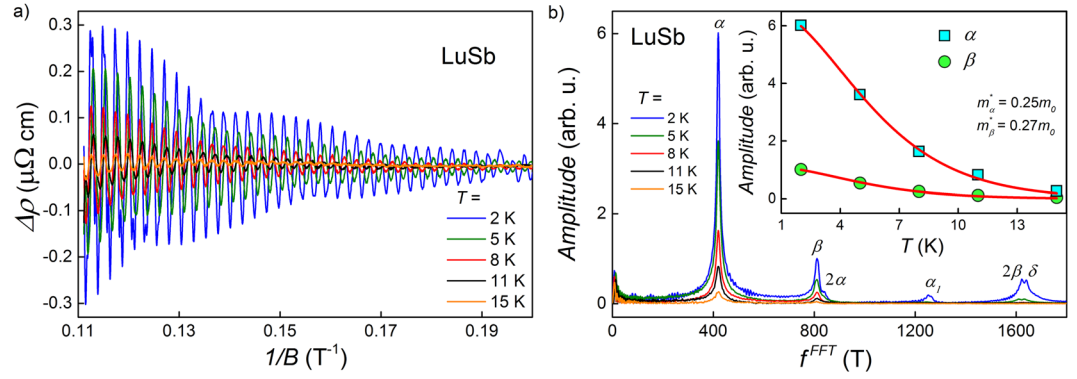 a)
LuSb
Δρ (μΩ cm)
0.3
0.2
0.1
0.0
-0.1
-0.2
-0.3
T =
2 K
5 K
8 K
11 K
15 K
0.11 0.13 0.15 0.17 0.19
1/B (T⁻¹)
b)
LuSb
Amplitude (arb. u.)
6
4
2
0
T =
2 K
5 K
8 K
11 K
15 K
α
β
2α
α₁
2β δ
0 400 800 1200 1600
f^FFT (T)
Amplitude (arb. u.)
6
4
2
0
α
β
m*α = 0.25m₀
m*β = 0.27m₀
1 4 7 10 13
T (K)